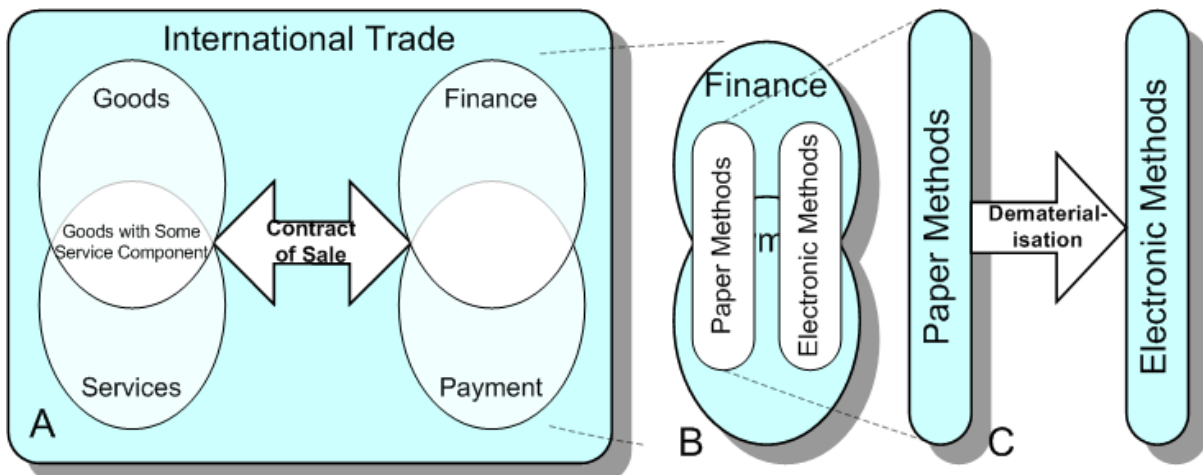 International Trade
Goods
Finance
Goods with Some
Service Component
Contract
of Sale
Services
Payment
A
Finance
Paper Methods
Electronic Methods
B
Paper Methods
Dematerial-
isation
Electronic Methods
C